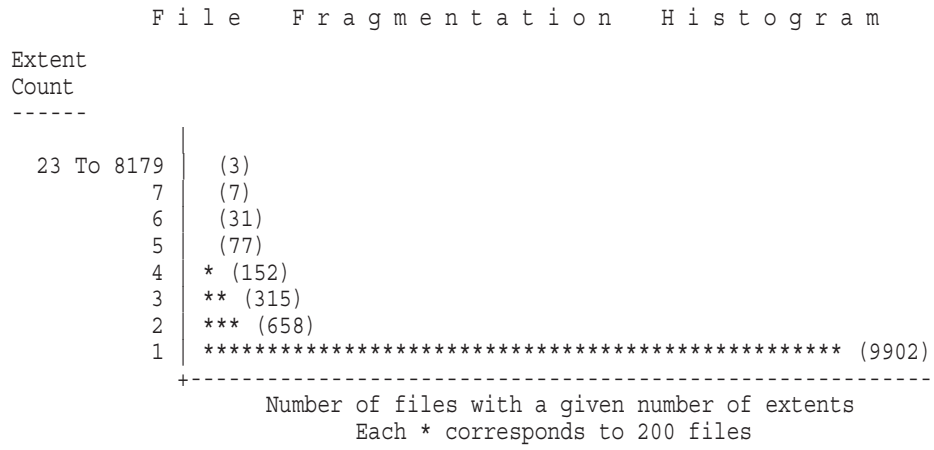 F i l e   F r a g m e n t a t i o n   H i s t o g r a m
Extent
Count
------
|
23 To 8179 |  (3)
7 |  (7)
6 |  (31)
5 |  (77)
4 | * (152)
3 | ** (315)
2 | *** (658)
1 | ************************************************** (9902)
+----------------------------------------------------------
Number of files with a given number of extents
Each * corresponds to 200 files